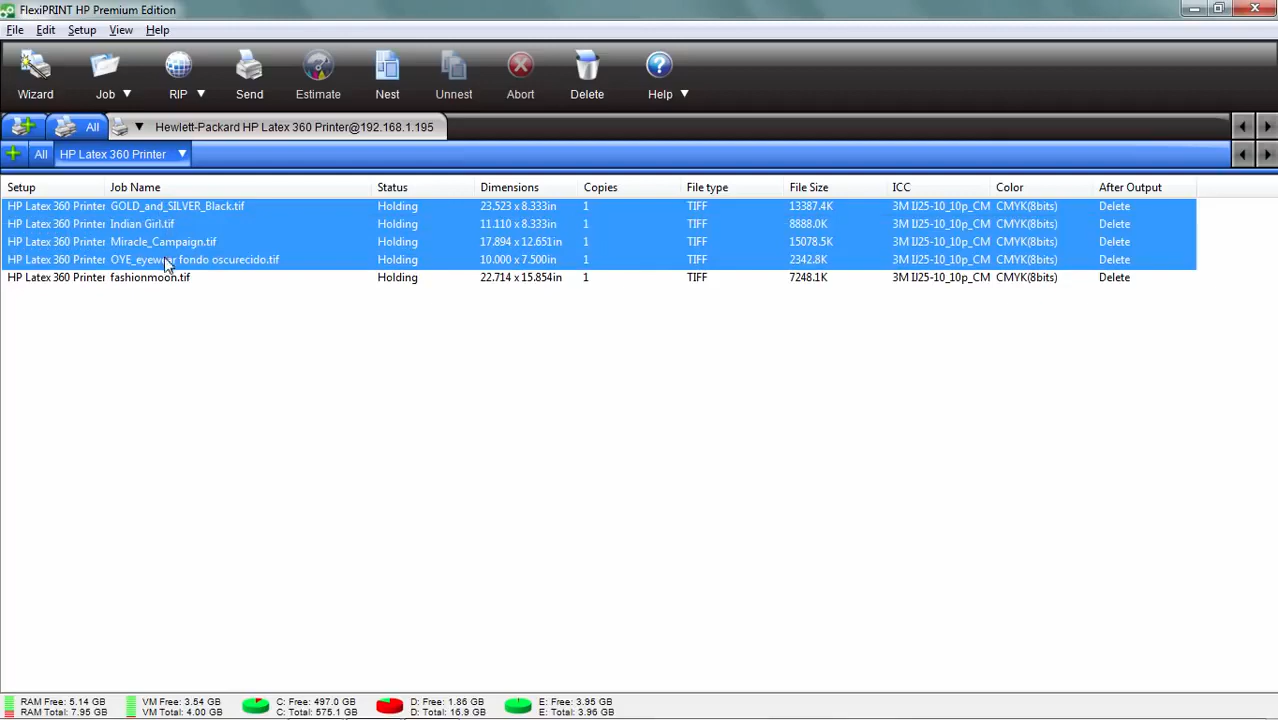 FlexiPRINT HP Premium Edition
File Edit Setup View Help
Wizard Job RIP Send Estimate Nest Unnest Abort Delete Help
All Hewlett-Packard HP Latex 360 Printer@192.168.1.195
All HP Latex 360 Printer
Setup Job Name Status Dimensions Copies File type File Size ICC Color After Output
HP Latex 360 Printer GOLD_and_SILVER_Black.tif Holding 23.523 x 8.333in 1 TIFF 13387.4K 3M IJ25-10_10p_CM CMYK(8bits) Delete
HP Latex 360 Printer Indian Girl.tif Holding 11.110 x 8.333in 1 TIFF 8888.0K 3M IJ25-10_10p_CM CMYK(8bits) Delete
HP Latex 360 Printer Miracle_Campaign.tif Holding 17.894 x 12.651in 1 TIFF 15078.5K 3M IJ25-10_10p_CM CMYK(8bits) Delete
HP Latex 360 Printer OYE_eyewear fondo oscurecido.tif Holding 10.000 x 7.500in 1 TIFF 2342.8K 3M IJ25-10_10p_CM CMYK(8bits) Delete
HP Latex 360 Printer fashionmoon.tif Holding 22.714 x 15.854in 1 TIFF 7248.1K 3M IJ25-10_10p_CM CMYK(8bits) Delete
RAM Free: 5.14 GB VM Free: 3.54 GB C: Free: 497.0 GB D: Free: 1.86 GB E: Free: 3.95 GB
RAM Total: 7.95 GB VM Total: 4.00 GB C: Total: 575.1 GB D: Total: 16.9 GB E: Total: 3.96 GB